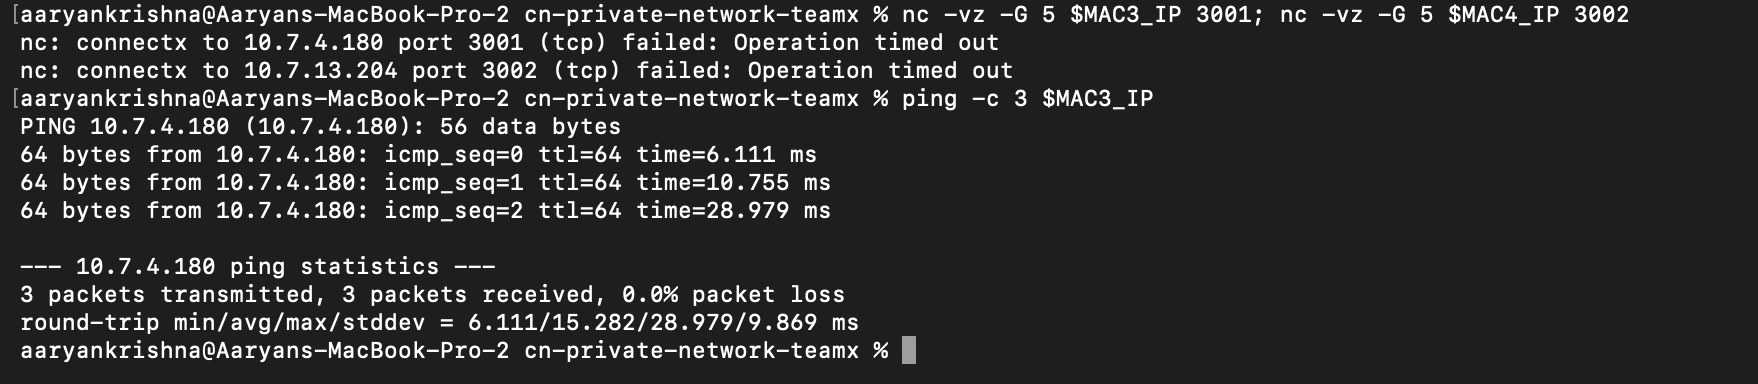 [aaryankrishna@Aaryans-MacBook-Pro-2 cn-private-network-teamx % nc -vz -G 5 $MAC3_IP 3001; nc -vz -G 5 $MAC4_IP 3002
nc: connectx to 10.7.4.180 port 3001 (tcp) failed: Operation timed out
nc: connectx to 10.7.13.204 port 3002 (tcp) failed: Operation timed out
[aaryankrishna@Aaryans-MacBook-Pro-2 cn-private-network-teamx % ping -c 3 $MAC3_IP
PING 10.7.4.180 (10.7.4.180): 56 data bytes
64 bytes from 10.7.4.180: icmp_seq=0 ttl=64 time=6.111 ms
64 bytes from 10.7.4.180: icmp_seq=1 ttl=64 time=10.755 ms
64 bytes from 10.7.4.180: icmp_seq=2 ttl=64 time=28.979 ms
--- 10.7.4.180 ping statistics ---
3 packets transmitted, 3 packets received, 0.0% packet loss
round-trip min/avg/max/stddev = 6.111/15.282/28.979/9.869 ms
aaryankrishna@Aaryans-MacBook-Pro-2 cn-private-network-teamx %